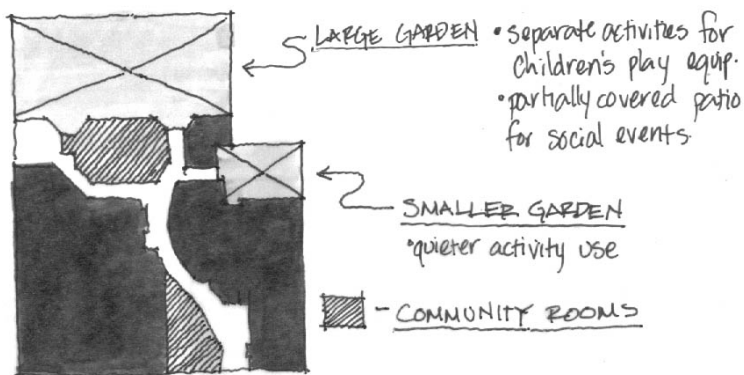 LARGE GARDEN • separate activities for
children's play equip.
• partially covered patio
for social events.
SMALLER GARDEN
• quieter activity use
- COMMUNITY ROOMS